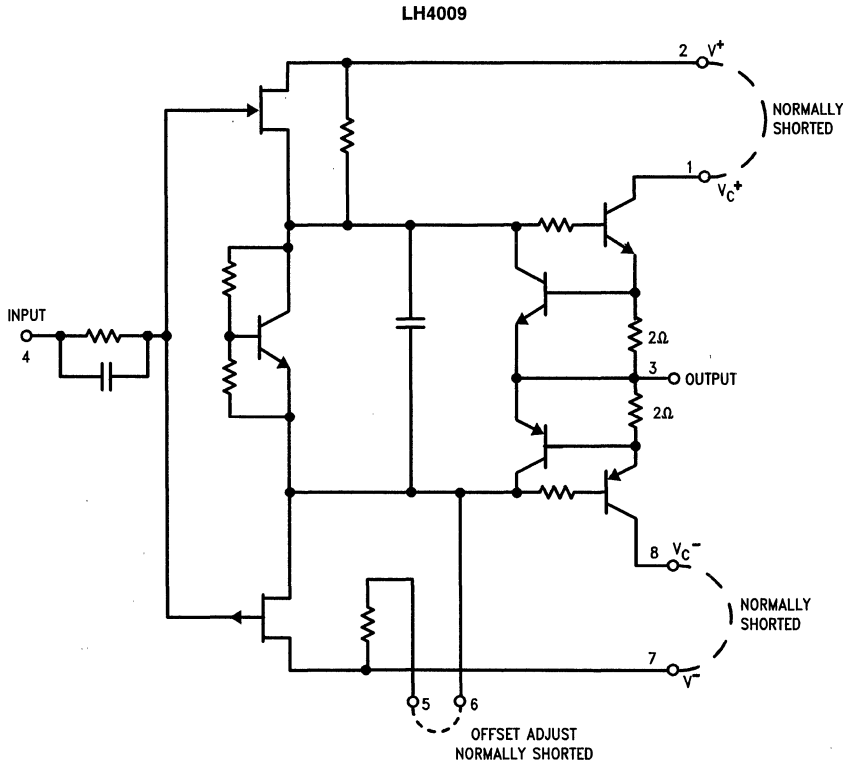 LH4009
2 V+
NORMALLY
SHORTED
1
VC+
INPUT
4
2Ω
3
OUTPUT
2Ω
8 VC−
NORMALLY
SHORTED
7
V−
5 6
OFFSET ADJUST
NORMALLY SHORTED